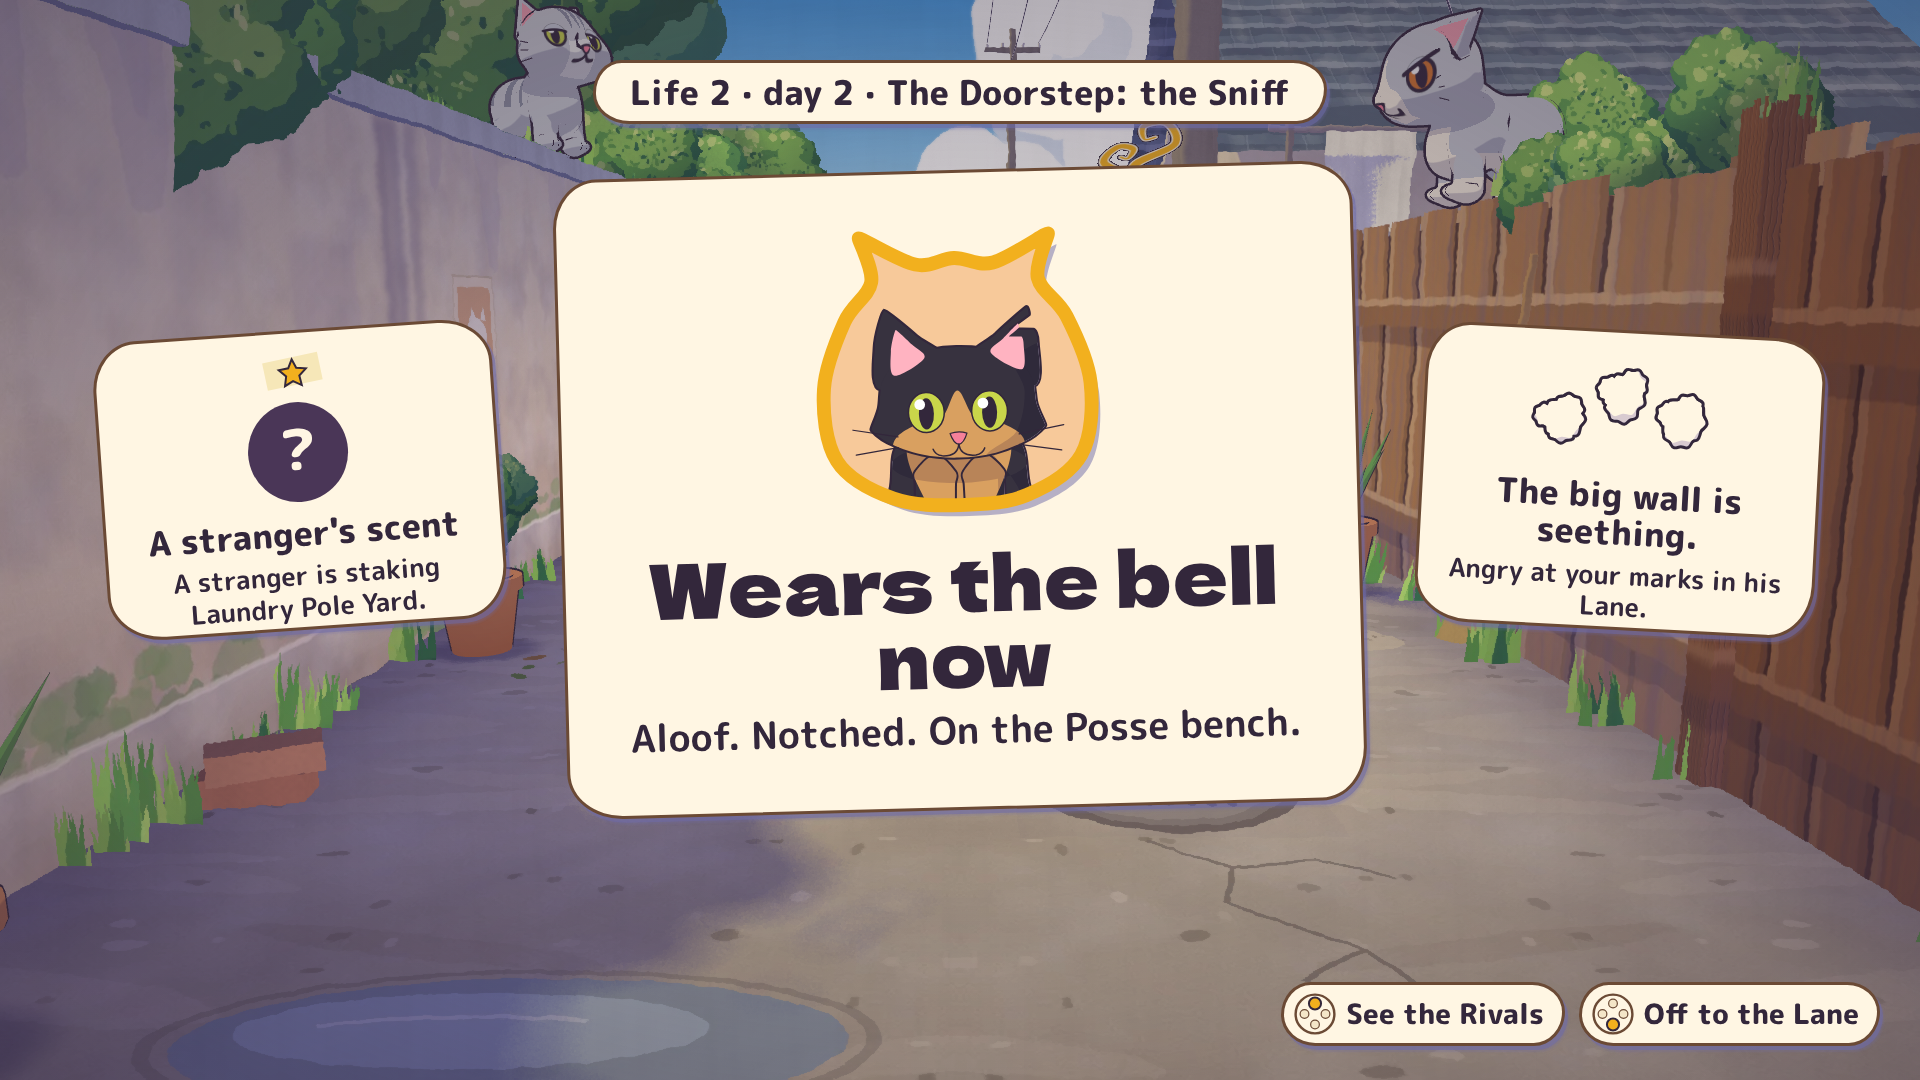 Life 2 · day 2 · The Doorstep: the Sniff
?
A stranger's scent
A stranger is staking
Laundry Pole Yard.
Wears the bell
now
Aloof. Notched. On the Posse bench.
The big wall is
seething.
Angry at your marks in his
Lane.
See the Rivals
Off to the Lane